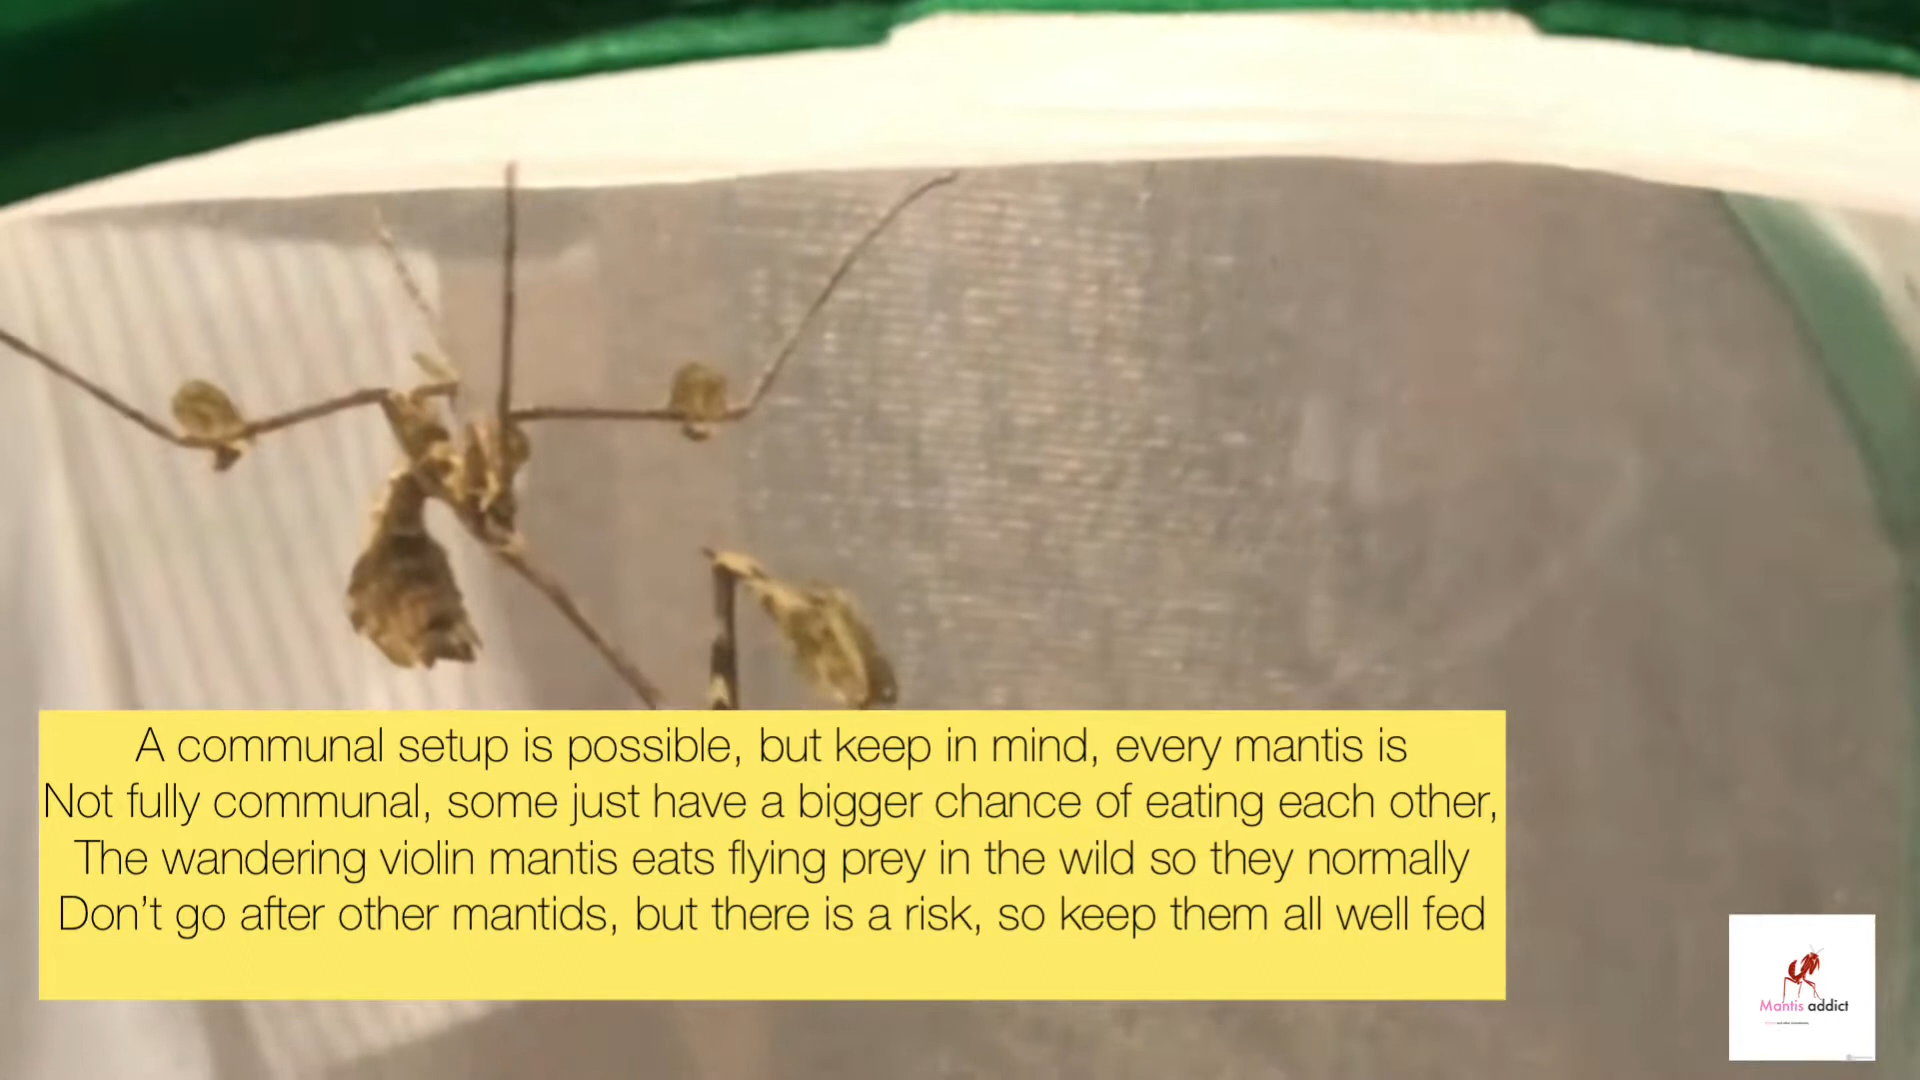 A communal setup is possible, but keep in mind, every mantis is
Not fully communal, some just have a bigger chance of eating each other,
The wandering violin mantis eats flying prey in the wild so they normally
Don't go after other mantids, but there is a risk, so keep them all well fed
Mantis addict